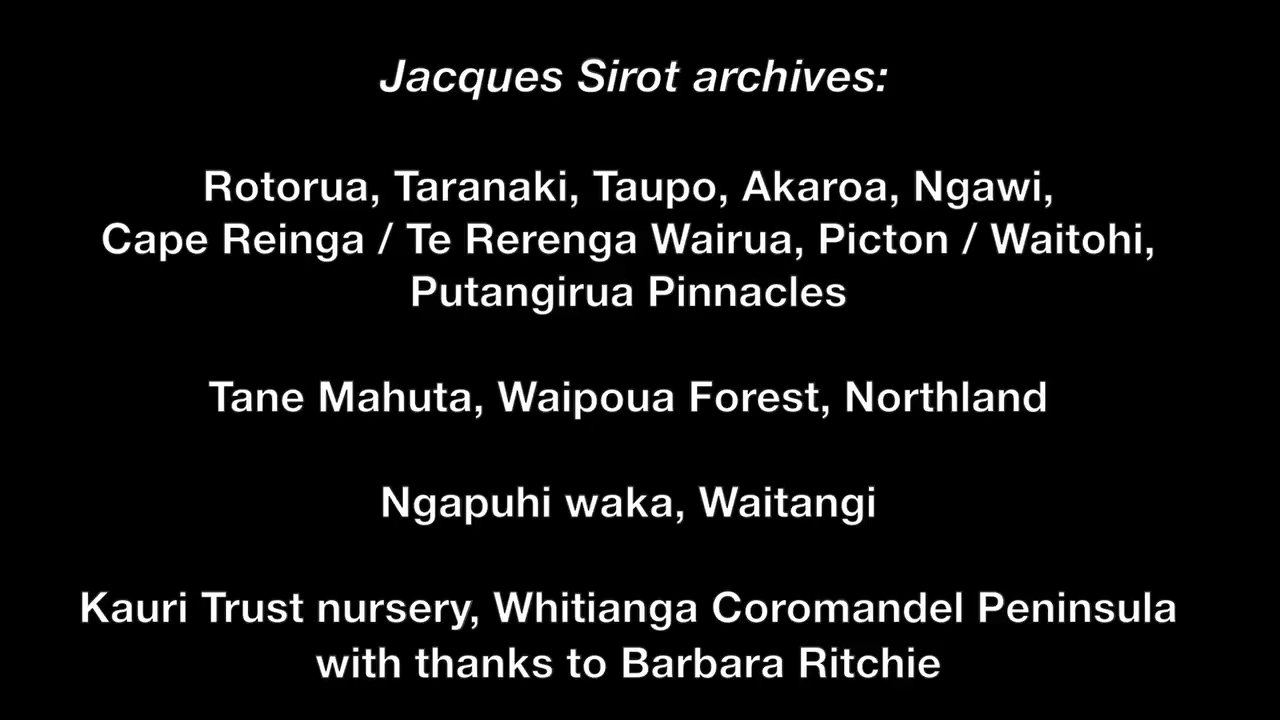 Jacques Sirot archives:
Rotorua, Taranaki, Taupo, Akaroa, Ngawi,
Cape Reinga / Te Rerenga Wairua, Picton / Waitohi,
Putangirua Pinnacles
Tane Mahuta, Waipoua Forest, Northland
Ngapuhi waka, Waitangi
Kauri Trust nursery, Whitianga Coromandel Peninsula
with thanks to Barbara Ritchie